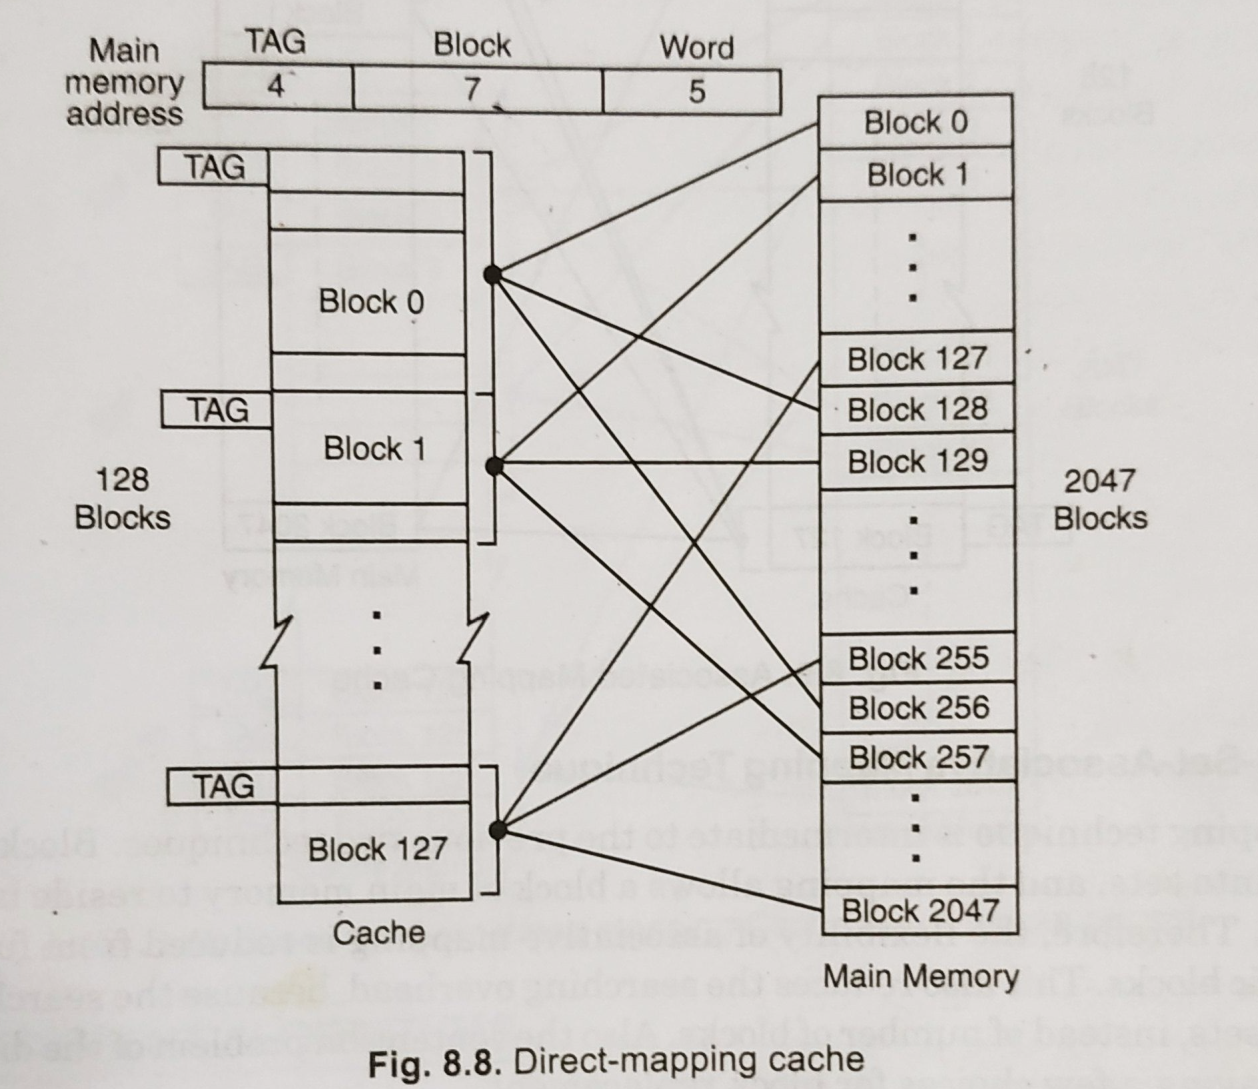 Main
memory
address
TAG Block Word
4 7 5
TAG
Block 0
TAG
Block 1
128
Blocks
TAG
Block 127
Cache
Block 0
Block 1
Block 127
Block 128
Block 129
2047
Blocks
Block 255
Block 256
Block 257
Block 2047
Main Memory
Fig. 8.8. Direct-mapping cache